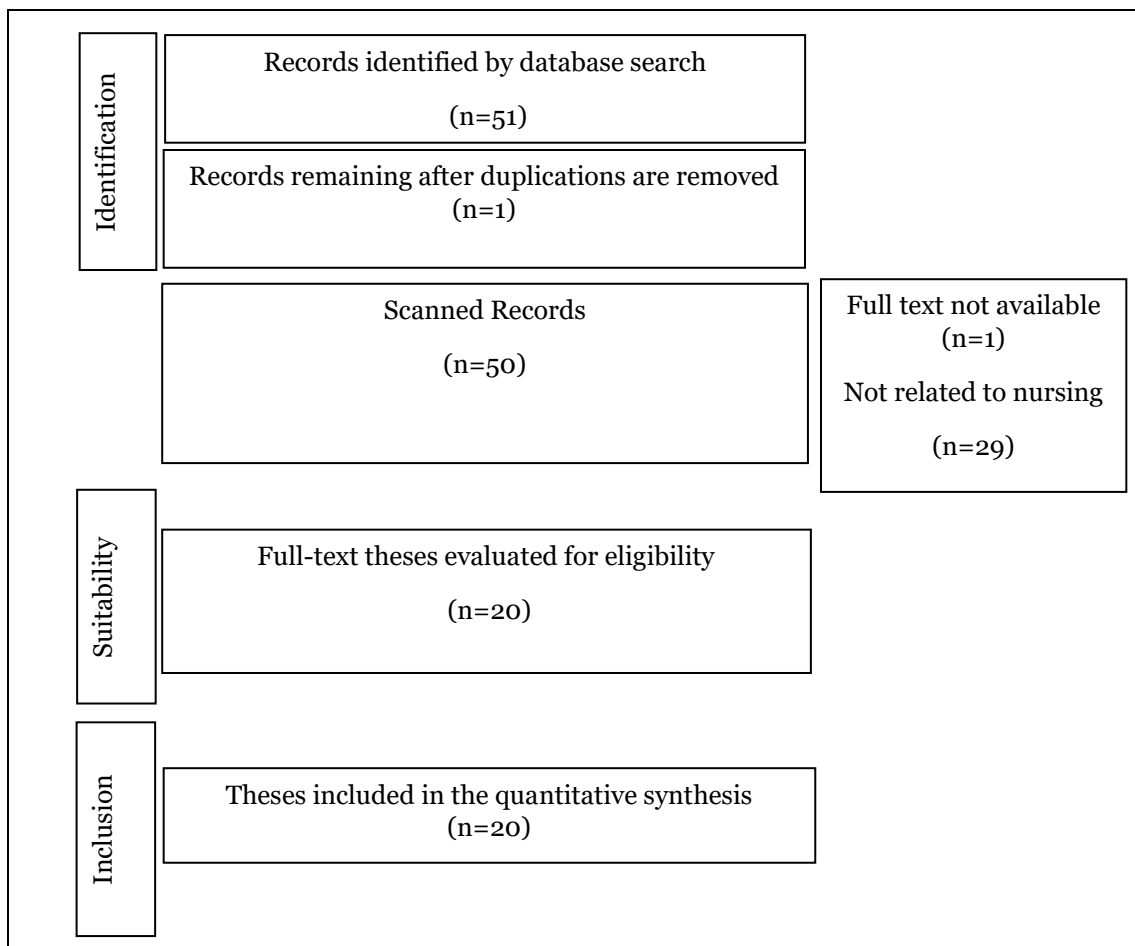 Identification
Records identified by database search
(n=51)
Records remaining after duplications are removed
(n=1)
Scanned Records
(n=50)
Full text not available
(n=1)
Not related to nursing
(n=29)
Suitability
Full-text theses evaluated for eligibility
(n=20)
Inclusion
Theses included in the quantitative synthesis
(n=20)